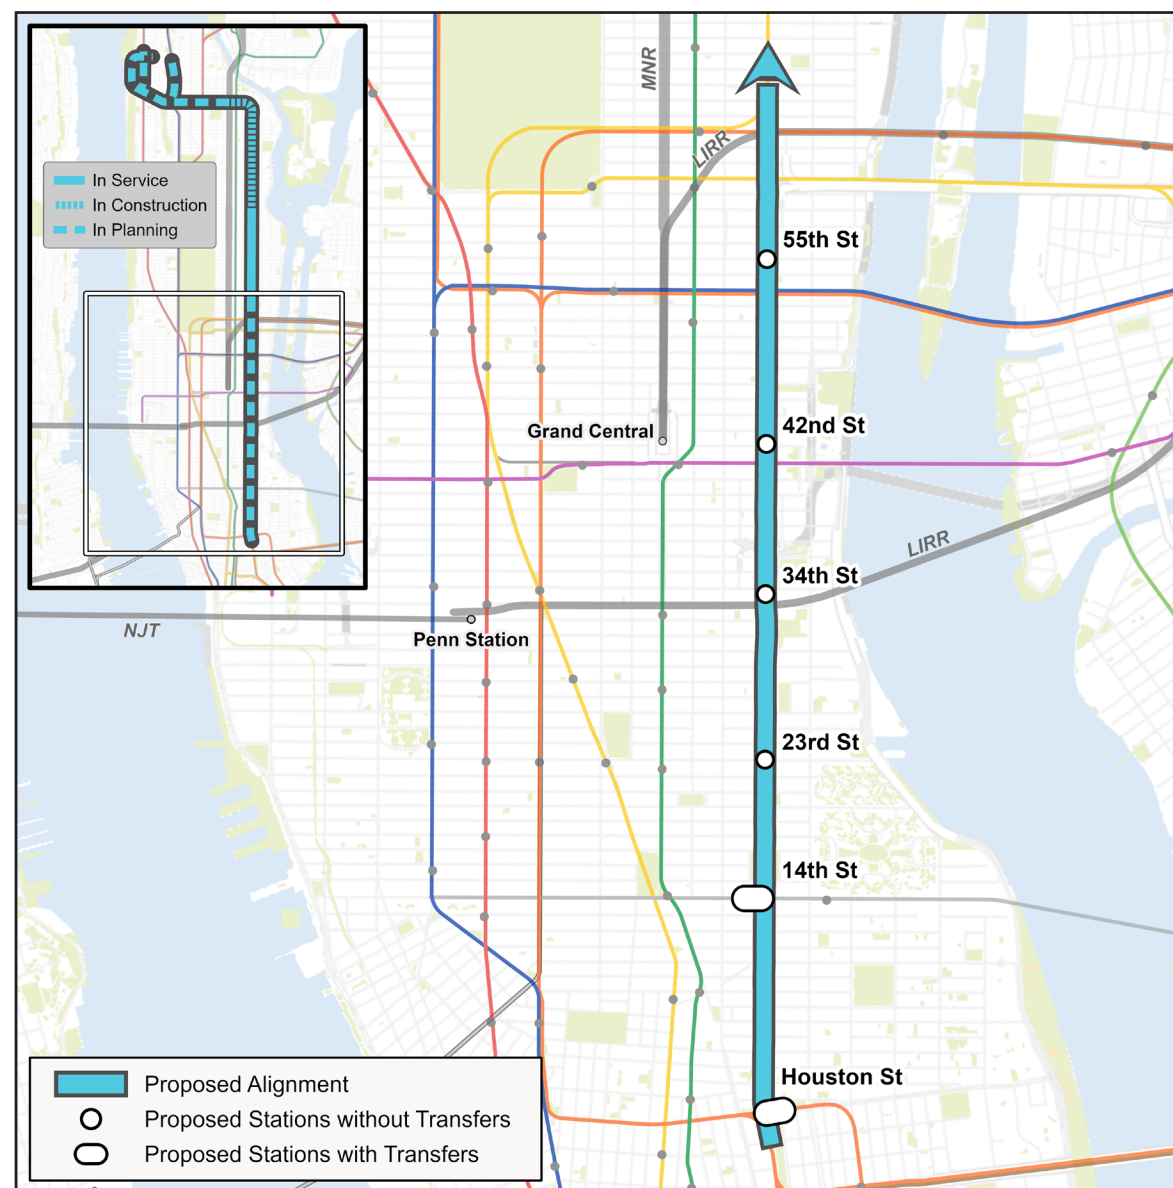 In Service
In Construction
In Planning
MNR
LIRR
55th St
42nd St
Grand Central
34th St
LIRR
NJT
Penn Station
23rd St
14th St
Houston St
Proposed Alignment
Proposed Stations without Transfers
Proposed Stations with Transfers